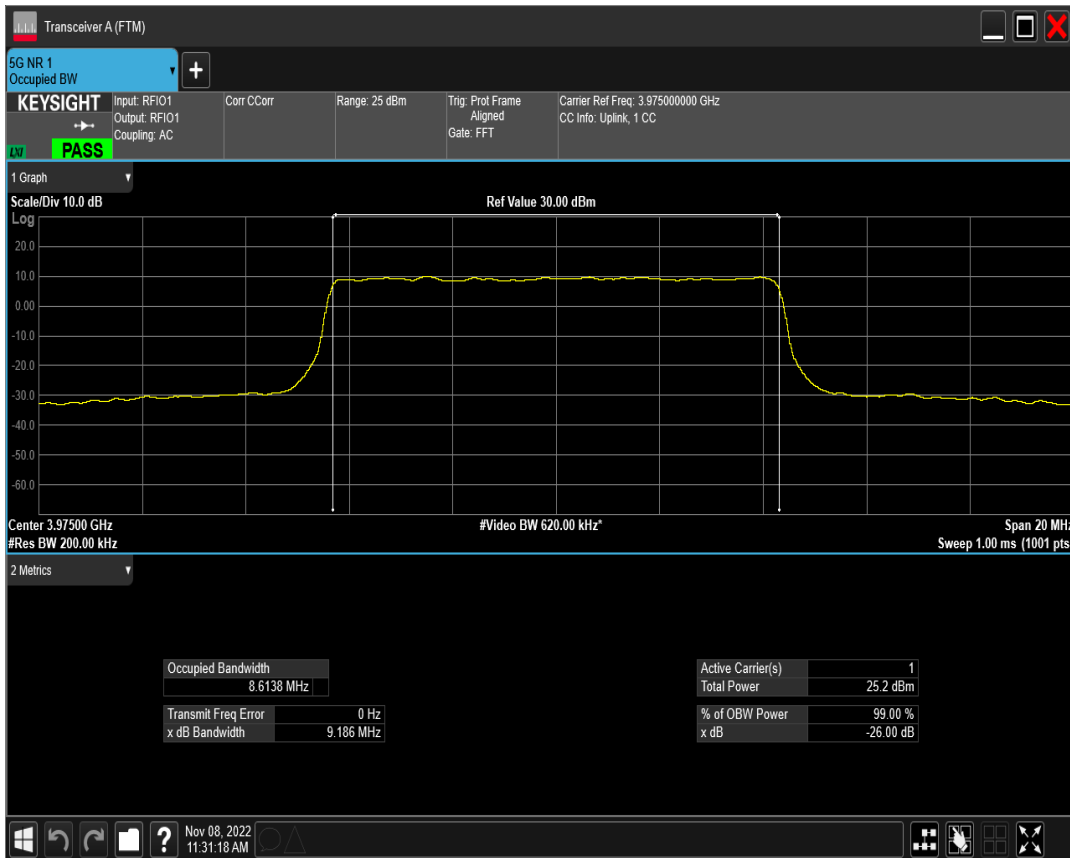 Transceiver A (FTM)
5G NR 1
Occupied BW
+
KEYSIGHT
LXI
PASS
Input: RFIO1
Output: RFIO1
Coupling: AC
Corr CCorr
Range: 25 dBm
Trig: Prot Frame
Aligned
Gate: FFT
Carrier Ref Freq: 3.975000000 GHz
CC Info: Uplink, 1 CC
1 Graph
Scale/Div 10.0 dB
Ref Value 30.00 dBm
Log
20.0
10.0
0.00
-10.0
-20.0
-30.0
-40.0
-50.0
-60.0
Center 3.97500 GHz
#Video BW 620.00 kHz*
Span 20 MHz
#Res BW 200.00 kHz
Sweep 1.00 ms (1001 pts
2 Metrics
Occupied Bandwidth
8.6138 MHz
Transmit Freq Error 0 Hz
x dB Bandwidth 9.186 MHz
Active Carrier(s) 1
Total Power 25.2 dBm
% of OBW Power 99.00 %
x dB -26.00 dB
?
Nov 08, 2022
11:31:18 AM